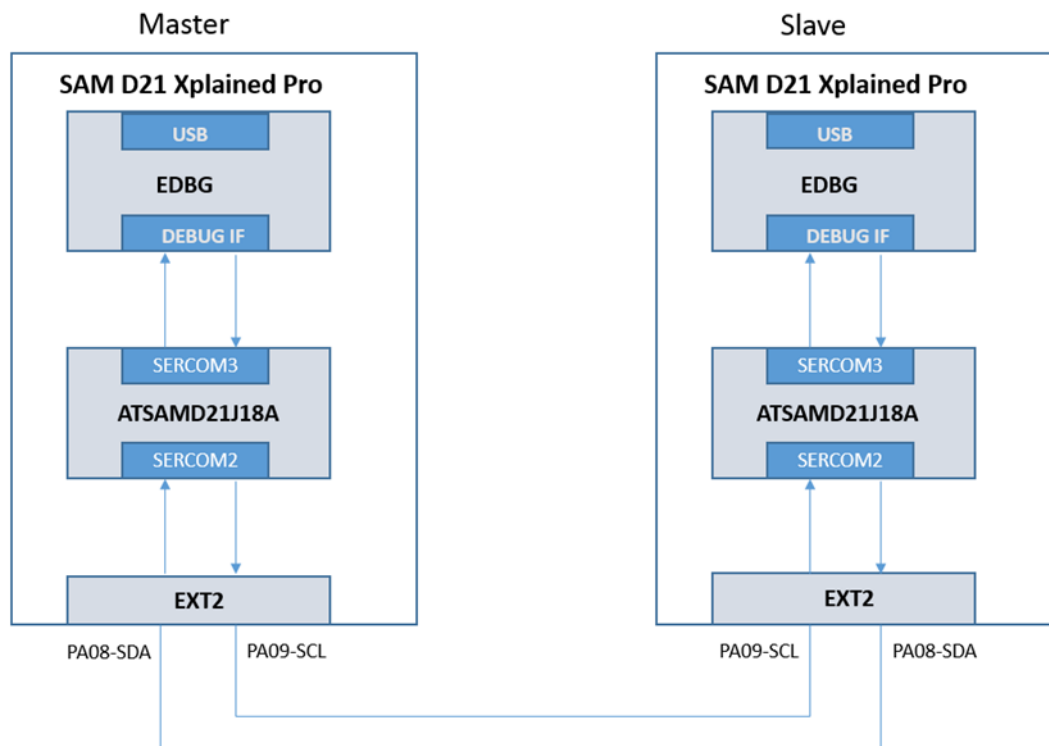 Master
SAM D21 Xplained Pro
USB
EDBG
DEBUG IF
SERCOM3
ATSAMD21J18A
SERCOM2
EXT2
PA08-SDA
PA09-SCL
Slave
SAM D21 Xplained Pro
USB
EDBG
DEBUG IF
SERCOM3
ATSAMD21J18A
SERCOM2
EXT2
PA09-SCL
PA08-SDA